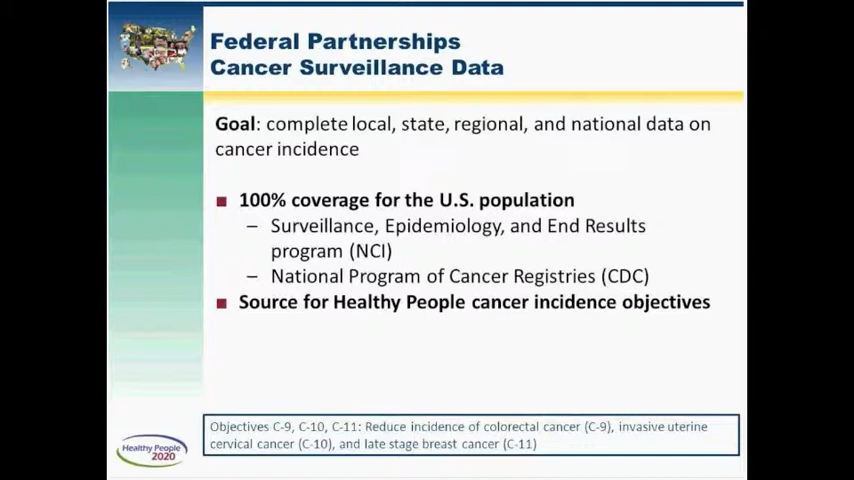 Federal Partnerships
Cancer Surveillance Data
Goal: complete local, state, regional, and national data on
cancer incidence
■ 100% coverage for the U.S. population
– Surveillance, Epidemiology, and End Results
program (NCI)
– National Program of Cancer Registries (CDC)
■ Source for Healthy People cancer incidence objectives
Objectives C-9, C-10, C-11: Reduce incidence of colorectal cancer (C-9), invasive uterine
cervical cancer (C-10), and late stage breast cancer (C-11)
Healthy People
2020